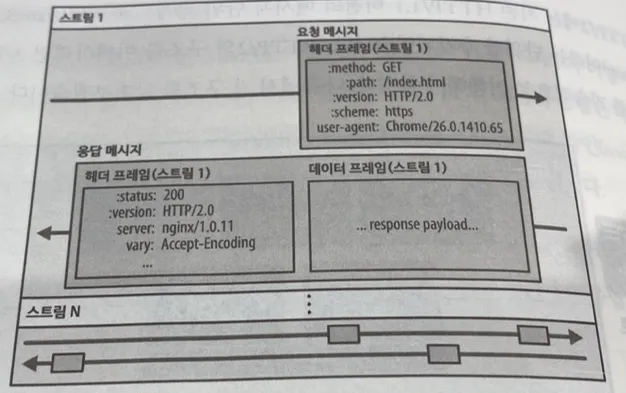 스트림 1
요청 메시지
헤더 프레임(스트림 1)
:method: GET
:path: /index.html
:version: HTTP/2.0
:scheme: https
user-agent: Chrome/26.0.1410.65
응답 메시지
헤더 프레임(스트림 1)
:status: 200
:version: HTTP/2.0
server: nginx/1.0.11
vary: Accept-Encoding
...
데이터 프레임(스트림 1)
... response payload...
스트림 N